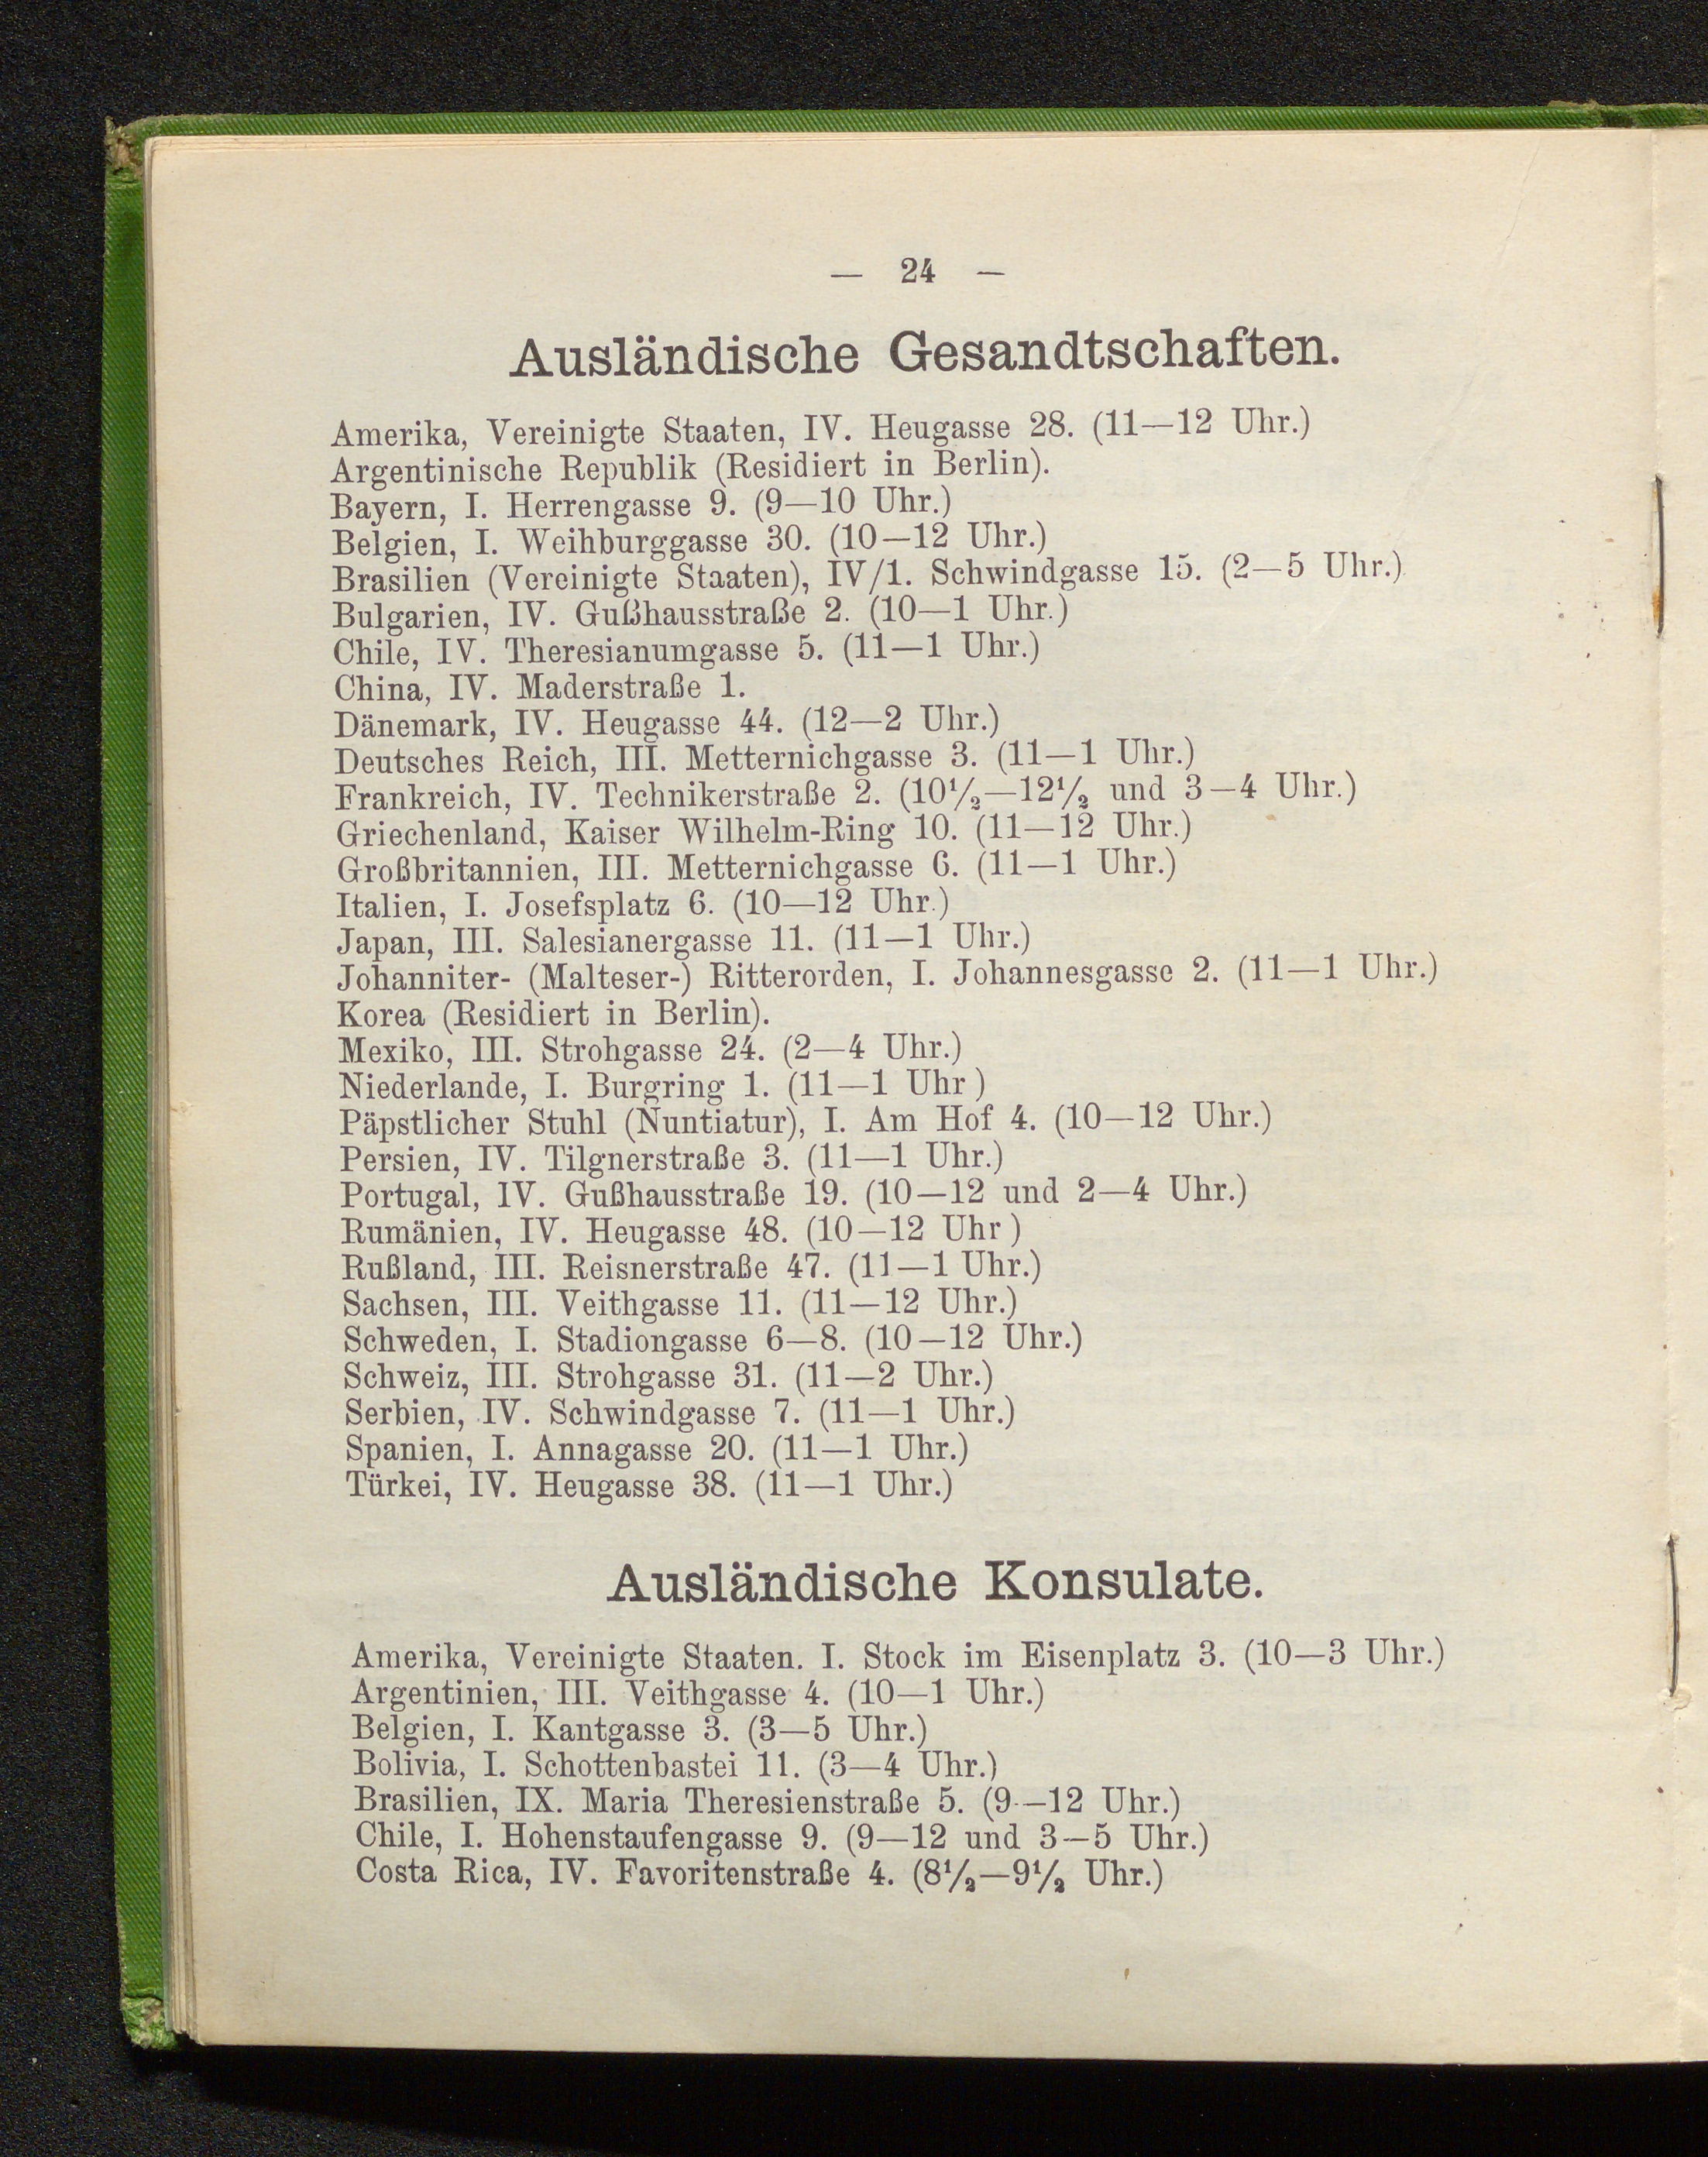 — 24 —
Ausländische Gesandtschaften.
Amerika, Vereinigte Staaten, IV. Heugasse 28. (11—12 Uhr.)
Argentinische Republik (Residiert in Berlin).
Bayern, I. Herrengasse 9. (9—10 Uhr.)
Belgien, I. Weihburggasse 30. (10—12 Uhr.)
Brasilien (Vereinigte Staaten), IV/1. Schwindgasse 15. (2—5 Uhr.)
Bulgarien, IV. Gußhausstraße 2. (10—1 Uhr.)
Chile, IV. Theresianumgasse 5. (11—1 Uhr.)
China, IV. Maderstraße 1.
Dänemark, IV. Heugasse 44. (12—2 Uhr.)
Deutsches Reich, III. Metternichgasse 3. (11—1 Uhr.)
Frankreich, IV. Technikerstraße 2. (10½—12½ und 3—4 Uhr.)
Griechenland, Kaiser Wilhelm-Ring 10. (11—12 Uhr.)
Großbritannien, III. Metternichgasse 6. (11—1 Uhr.)
Italien, I. Josefsplatz 6. (10—12 Uhr.)
Japan, III. Salesianergasse 11. (11—1 Uhr.)
Johanniter- (Malteser-) Ritterorden, I. Johannesgasse 2. (11—1 Uhr.)
Korea (Residiert in Berlin).
Mexiko, III. Strohgasse 24. (2—4 Uhr.)
Niederlande, I. Burgring 1. (11—1 Uhr)
Päpstlicher Stuhl (Nuntiatur), I. Am Hof 4. (10—12 Uhr.)
Persien, IV. Tilgnerstraße 3. (11—1 Uhr.)
Portugal, IV. Gußhausstraße 19. (10—12 und 2—4 Uhr.)
Rumänien, IV. Heugasse 48. (10—12 Uhr)
Rußland, III. Reisnerstraße 47. (11—1 Uhr.)
Sachsen, III. Veithgasse 11. (11—12 Uhr.)
Schweden, I. Stadiongasse 6—8. (10—12 Uhr.)
Schweiz, III. Strohgasse 31. (11—2 Uhr.)
Serbien, IV. Schwindgasse 7. (11—1 Uhr.)
Spanien, I. Annagasse 20. (11—1 Uhr.)
Türkei, IV. Heugasse 38. (11—1 Uhr.)
Ausländische Konsulate.
Amerika, Vereinigte Staaten. I. Stock im Eisenplatz 3. (10—3 Uhr.)
Argentinien, III. Veithgasse 4. (10—1 Uhr.)
Belgien, I. Kantgasse 3. (3—5 Uhr.)
Bolivia, I. Schottenbastei 11. (3—4 Uhr.)
Brasilien, IX. Maria Theresienstraße 5. (9—12 Uhr.)
Chile, I. Hohenstaufengasse 9. (9—12 und 3—5 Uhr.)
Costa Rica, IV. Favoritenstraße 4. (8½—9½ Uhr.)